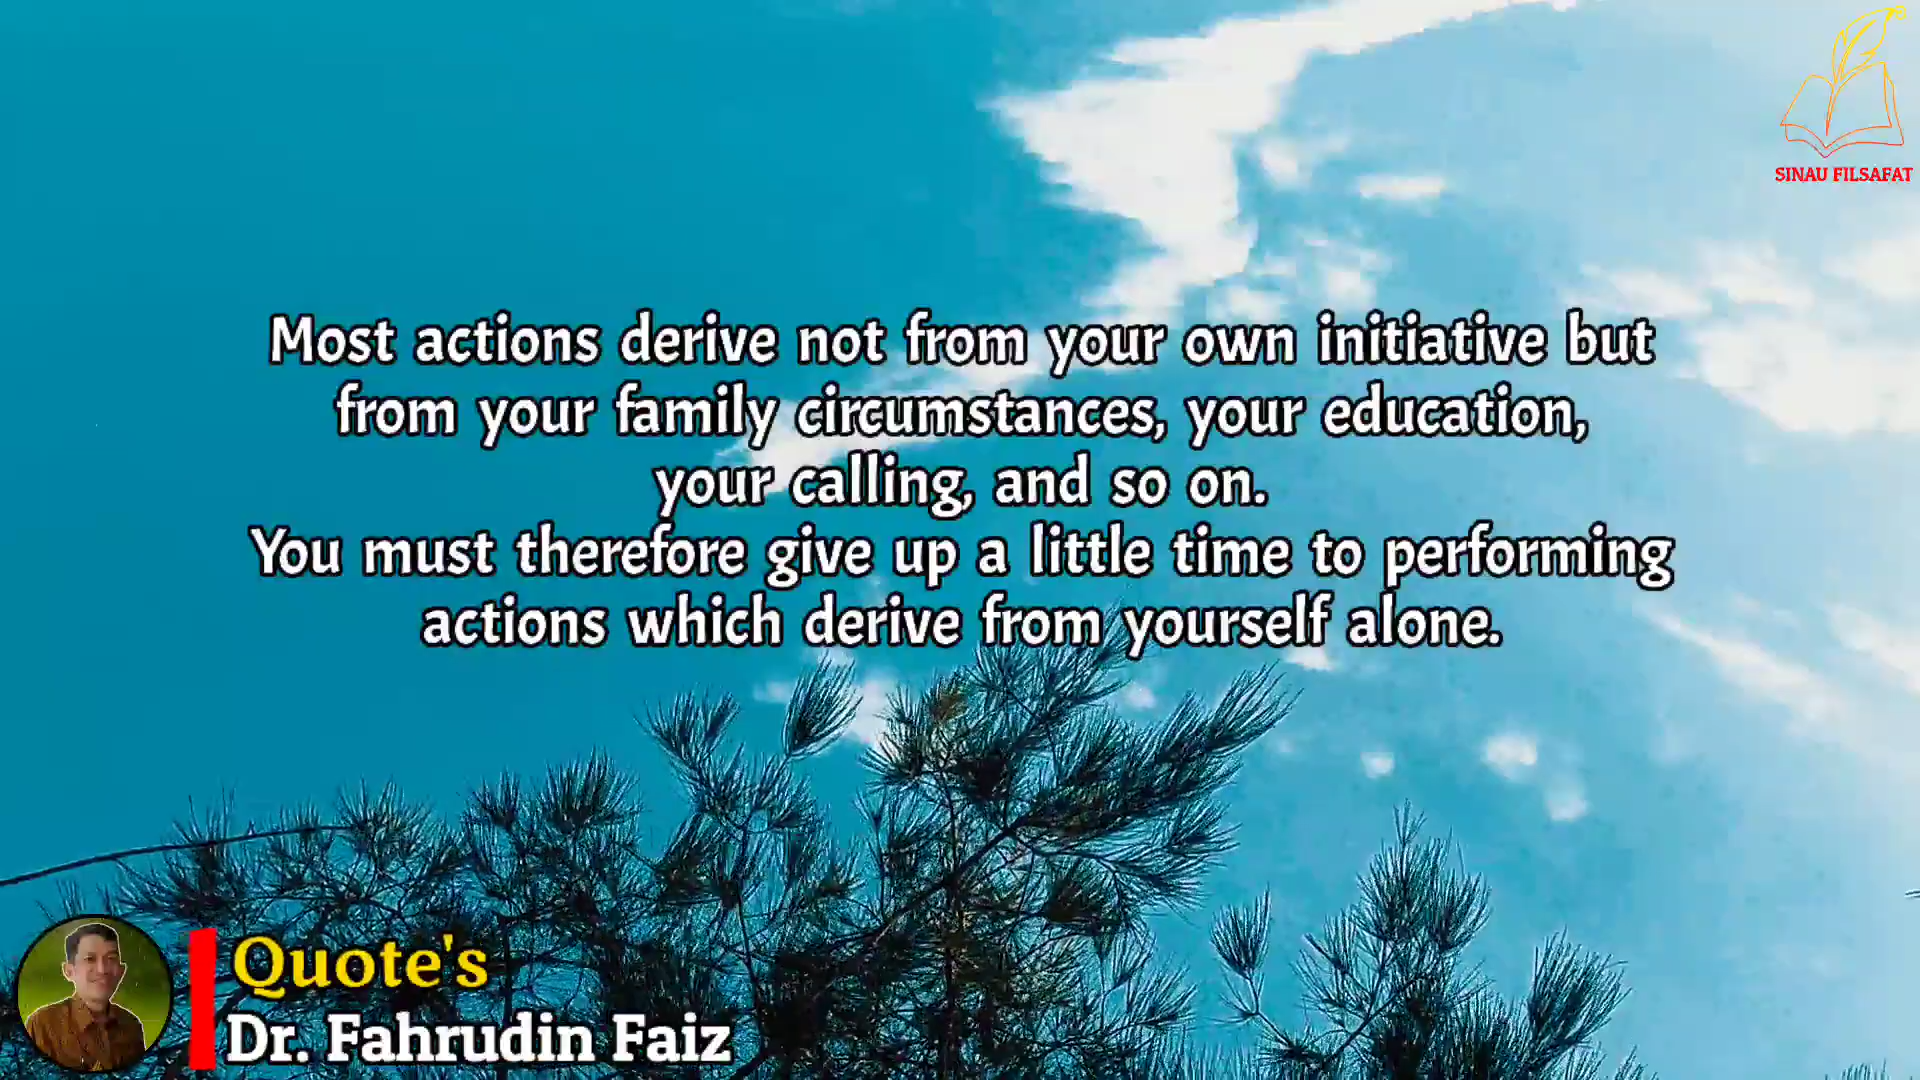 SINAU FILSAFAT
Most actions derive not from your own initiative but
from your family circumstances, your education,
your calling, and so on.
You must therefore give up a little time to performing
actions which derive from yourself alone.
Quote's
Dr. Fahrudin Faiz